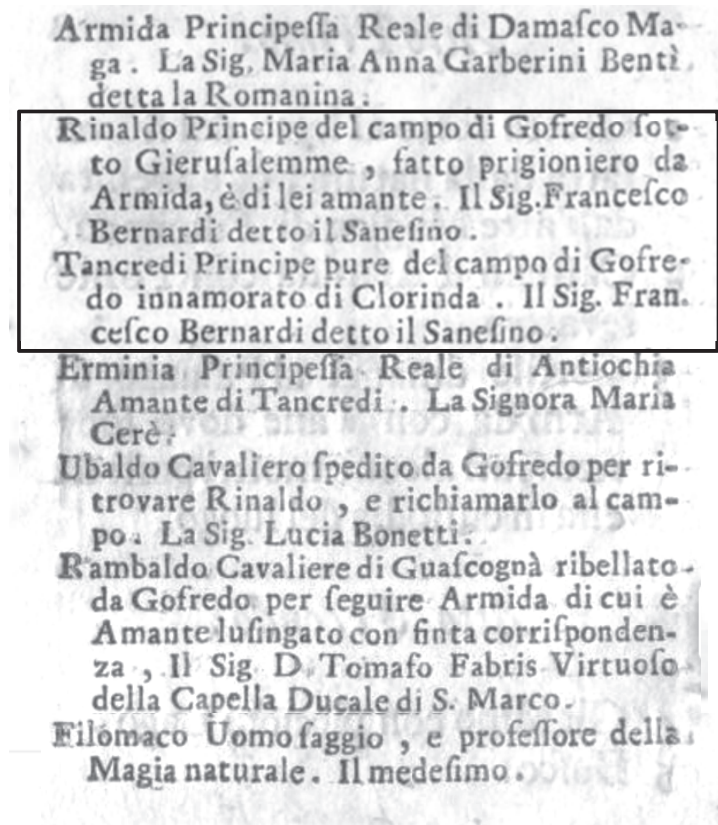 Armida Principeſſa Reale di Damaſco Ma-
ga. La Sig. Maria Anna Garberini Bentì
detta la Romanina.
Rinaldo Principe del campo di Gofredo ſot-
to Gieruſalemme, fatto prigioniero da
Armida, è di lei amante. Il Sig. Franceſco
Bernardi detto il Saneſino.
Tancredi Principe pure del campo di Gofre-
do innamorato di Clorinda. Il Sig. Fran.
ceſco Bernardi detto il Saneſino.
Erminia Principeſſa Reale di Antiochia
Amante di Tancredi. La Signora Maria
Cerè.
Ubaldo Cavaliero ſpedito da Gofredo per ri-
trovare Rinaldo, e richiamarlo al cam-
po. La Sig. Lucia Bonetti.
Rambaldo Cavaliere di Guaſcognà ribellato
da Gofredo per ſeguire Armida di cui è
Amante luſingato con finta corriſponden-
za, Il Sig. D. Tomaſo Fabris Virtuoſo
della Capella Ducale di S. Marco.
Filomaco Uomo ſaggio, e profeſſore della
Magia naturale. Il medeſimo.